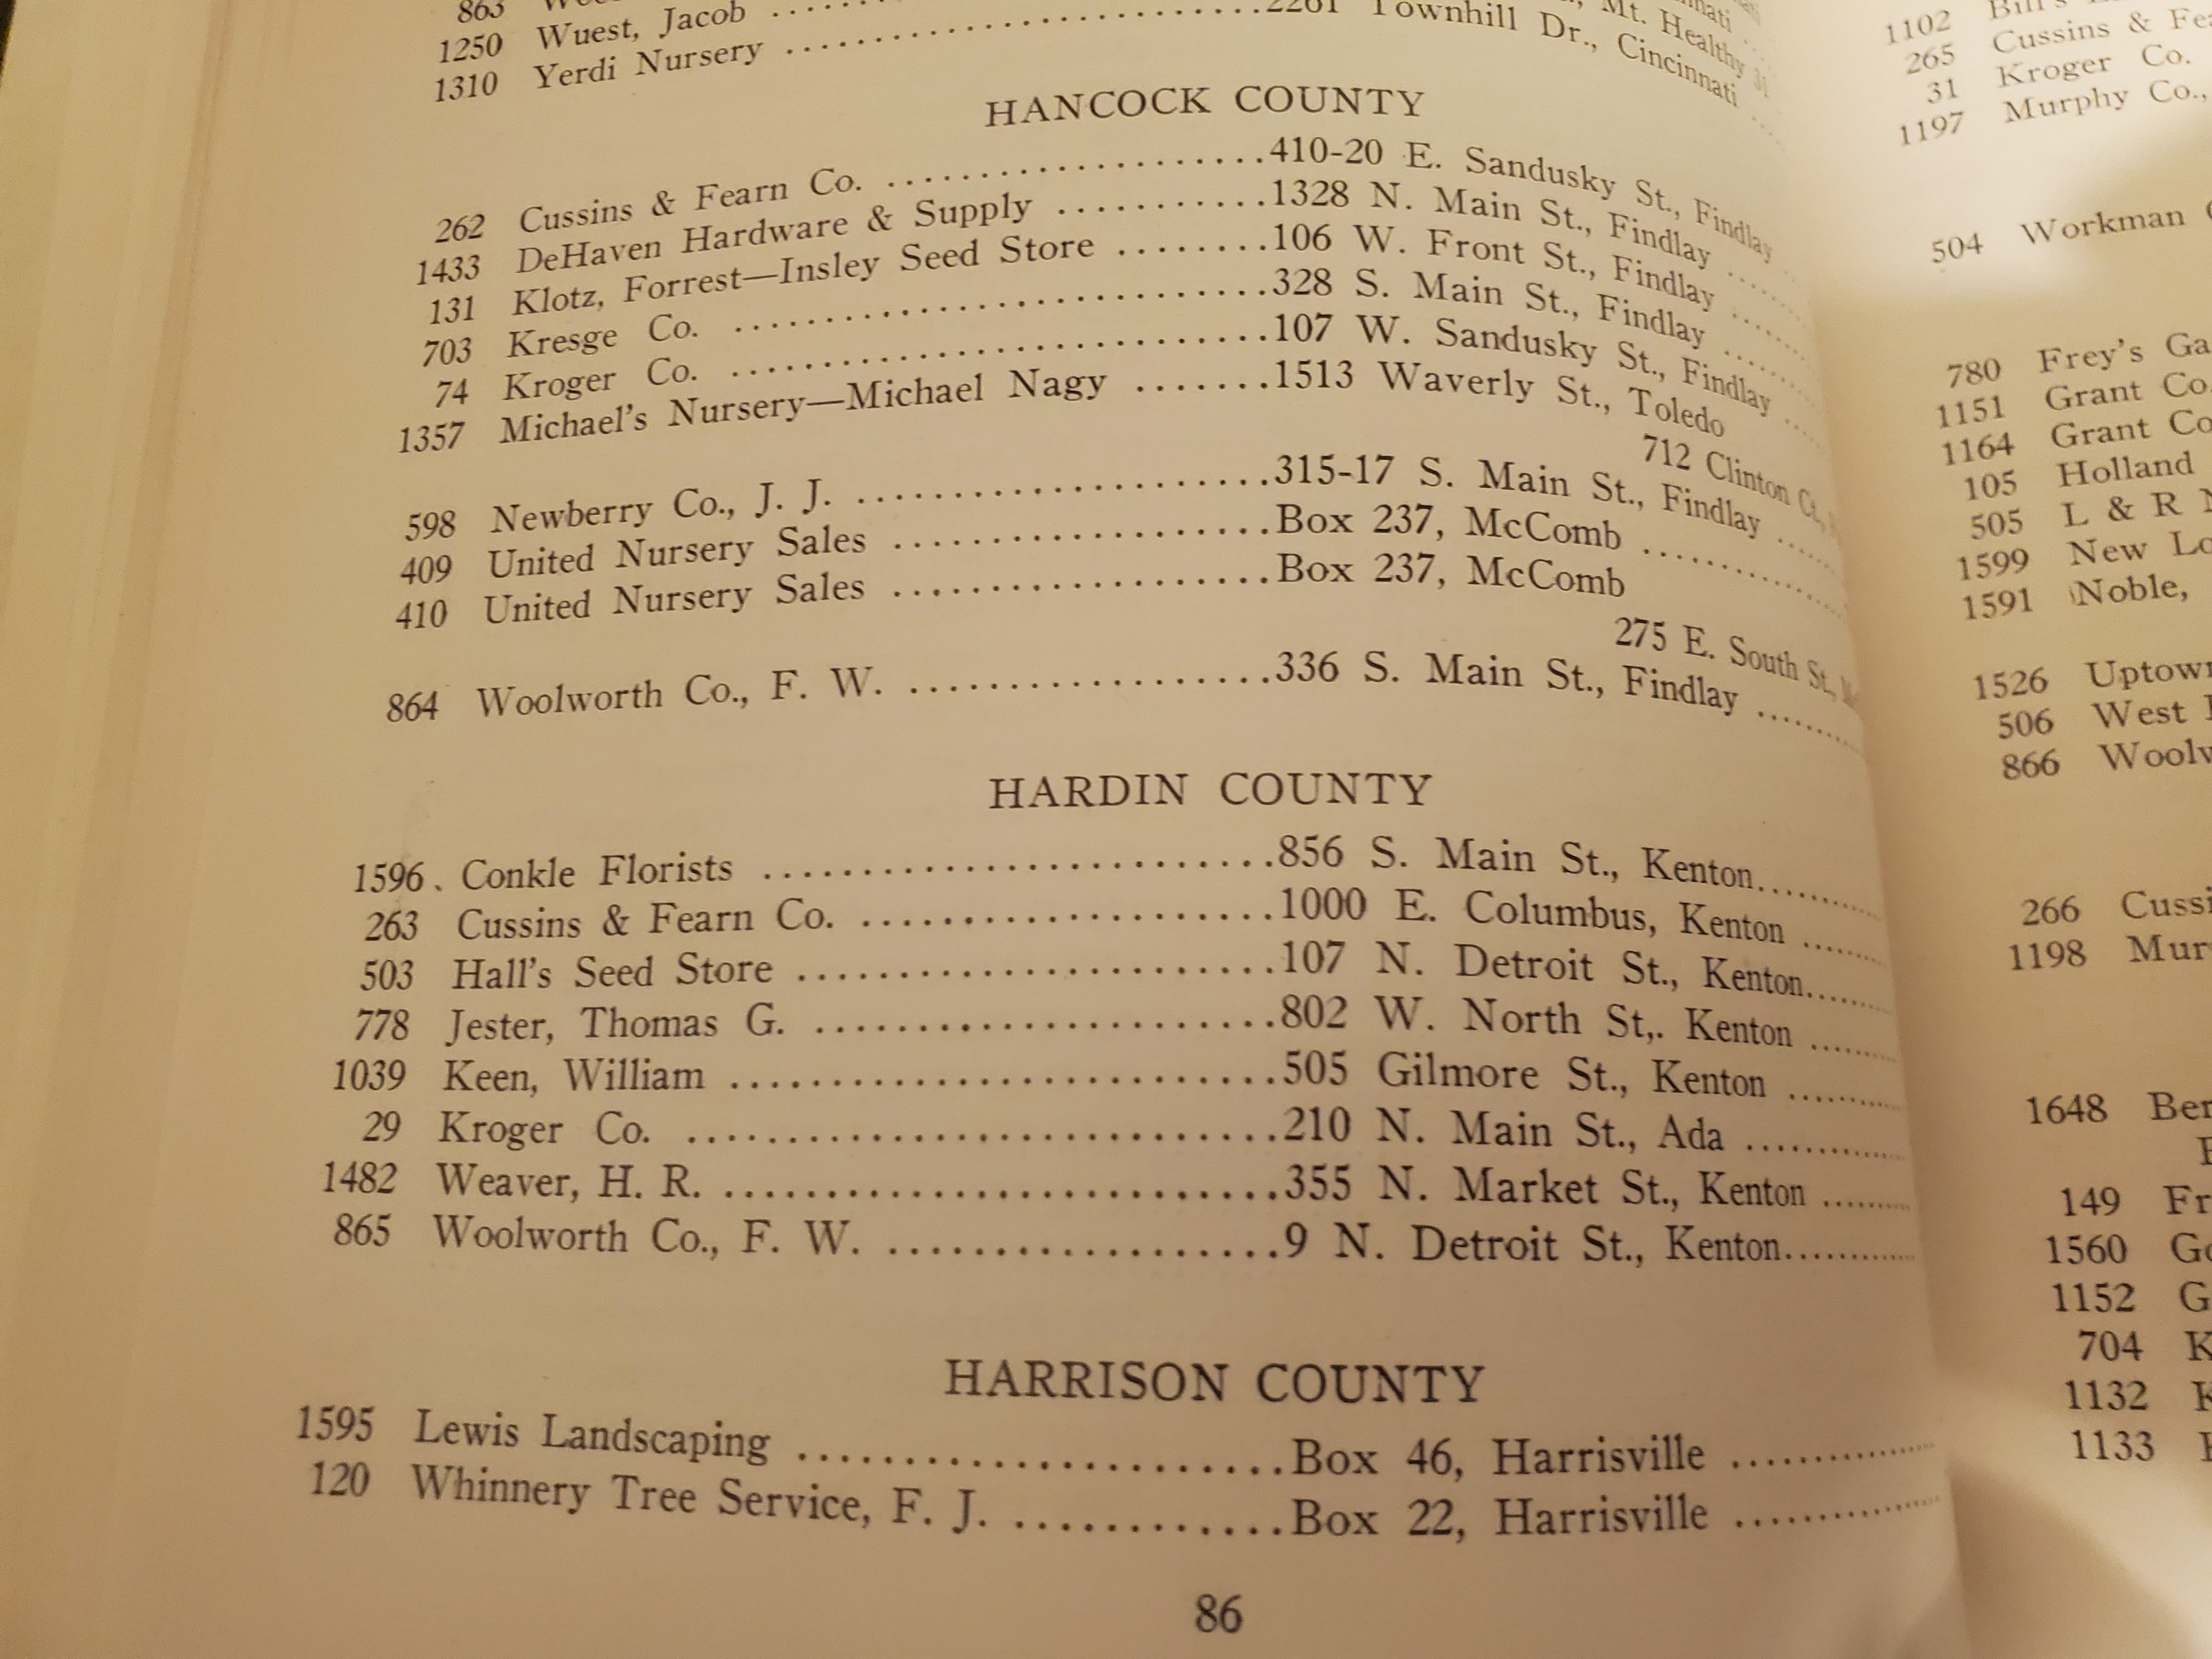 863
1250 Wuest, Jacob ........
1310 Yerdi Nursery ........................ 2261 Townhill Dr., Cincinnati ....
Mt. Healthy 31
HANCOCK COUNTY
262 Cussins & Fearn Co. ....................410-20 E. Sandusky St., Findlay ....
1433 DeHaven Hardware & Supply ...........1328 N. Main St., Findlay ........
131 Klotz, Forrest—Insley Seed Store ........106 W. Front St., Findlay ........
703 Kresge Co. ............................328 S. Main St., Findlay ........
74 Kroger Co. ............................107 W. Sandusky St., Findlay ....
1357 Michael's Nursery—Michael Nagy .......1513 Waverly St., Toledo
712 Clinton Ct.,
598 Newberry Co., J. J. .....................315-17 S. Main St., Findlay ......
409 United Nursery Sales ...................Box 237, McComb ..............
410 United Nursery Sales ...................Box 237, McComb
275 E. South St.,
864 Woolworth Co., F. W. ..................336 S. Main St., Findlay ........
HARDIN COUNTY
1596. Conkle Florists .........................856 S. Main St., Kenton..........
263 Cussins & Fearn Co. ....................1000 E. Columbus, Kenton ......
503 Hall's Seed Store .......................107 N. Detroit St., Kenton........
778 Jester, Thomas G. ......................802 W. North St,. Kenton ........
1039 Keen, William ..........................505 Gilmore St., Kenton ..........
29 Kroger Co. ............................210 N. Main St., Ada ............
1482 Weaver, H. R. ..........................355 N. Market St., Kenton ........
865 Woolworth Co., F. W. ..................9 N. Detroit St., Kenton............
HARRISON COUNTY
1595 Lewis Landscaping ......................Box 46, Harrisville ..............
120 Whinnery Tree Service, F. J. .............Box 22, Harrisville ..............
86
1102 Bill's
265 Cussins &
31 Kroger Co.
1197 Murphy Co.,
504 Workman
780 Frey's
1151 Grant Co.
1164 Grant
105 Holland
505 L & R
1599 New
1591 Noble,
1526
506 West
866
266
1198
1648
149
1560
1152
704
1132
1133